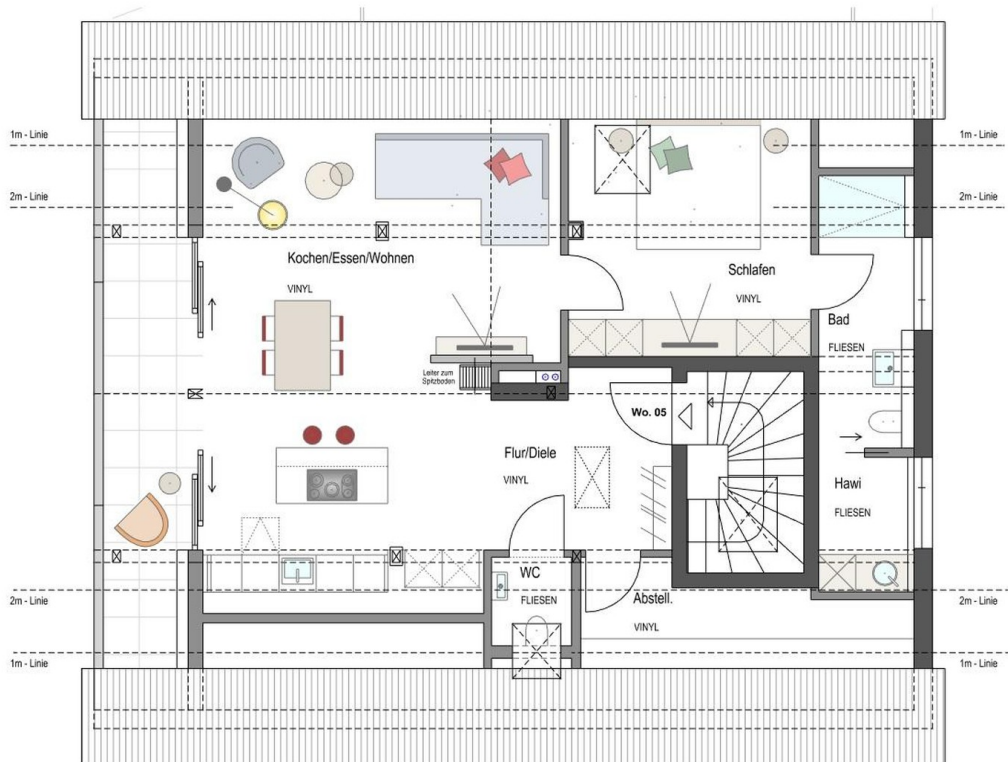 1m - Linie
1m - Linie
2m - Linie
2m - Linie
Kochen/Essen/Wohnen
VINYL
Schlafen
VINYL
Bad
FLIESEN
Leiter zum
Spitzboden
Wo. 05
Flur/Diele
VINYL
Hawi
FLIESEN
WC
FLIESEN
Abstell.
VINYL
2m - Linie
2m - Linie
1m - Linie
1m - Linie